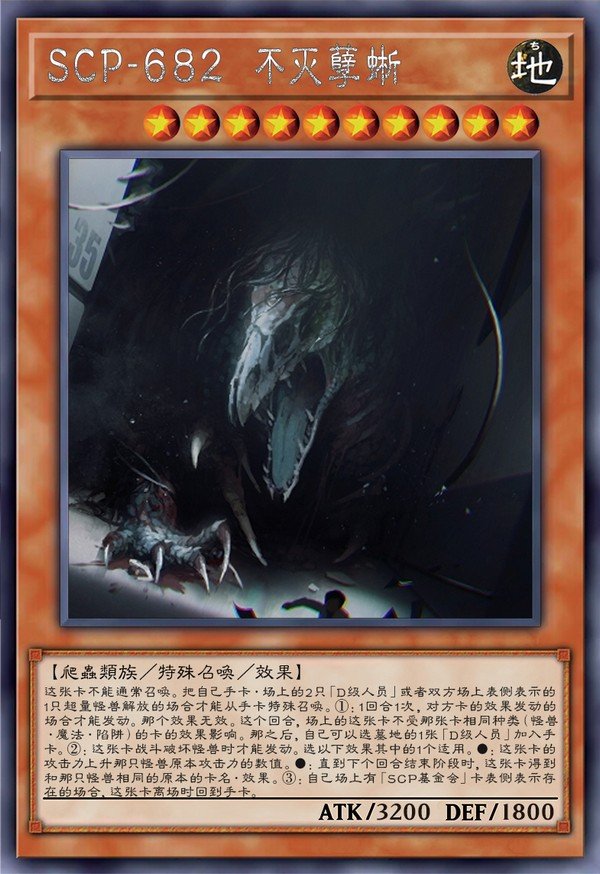 SCP-682 不灭孽蜥
ち
地
35
【爬蟲類族／特殊召唤／效果】
这张卡不能通常召唤。把自己手卡·场上的2只「D级人员」或者双方场上表侧表示的
1只超量怪兽解放的场合才能从手卡特殊召唤。①：1回合1次，对方卡的效果发动的
场合才能发动。那个效果无效。这个回合，场上的这张卡不受那张卡相同种类（怪兽
·魔法·陷阱）的卡的效果影响。那之后，自己可以选墓地的1张「D级人员」加入手
卡。②：这张卡战斗破坏怪兽时才能发动。选以下效果其中的1个适用。●：这张卡的
攻击力上升那只怪兽原本攻击力的数值。●：直到下个回合结束阶段时，这张卡得到
和那只怪兽相同的原本的卡名·效果。③：自己场上有「SCP基金会」卡表侧表示存
在的场合，这张卡离场时回到手卡。
ATK/3200 DEF/1800